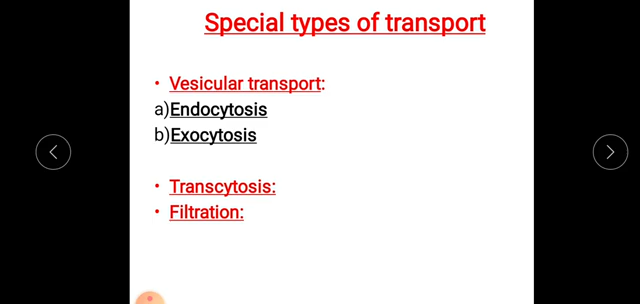 Special types of transport
• Vesicular transport:
a)Endocytosis
b)Exocytosis
• Transcytosis:
• Filtration: